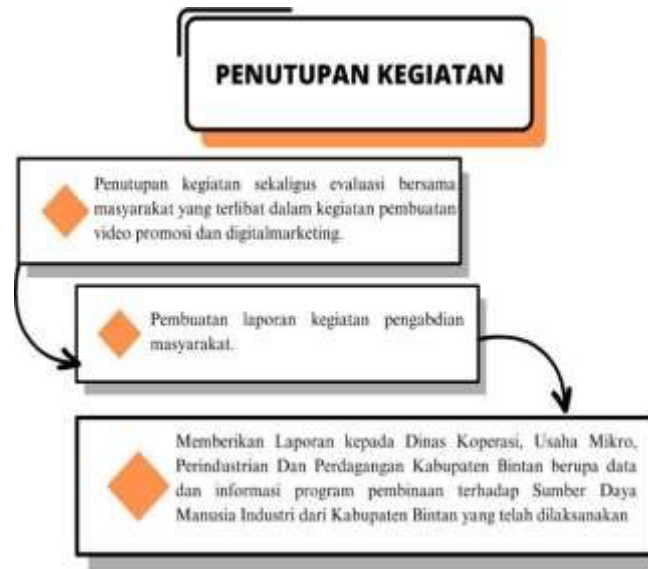 PENUTUPAN KEGIATAN
Penutupan kegiatan sekaligus evaluasi bersama
masyarakat yang terlibat dalam kegiatan pembuatan
video promosi dan digitalmarketing.
Pembuatan laporan kegiatan pengabdian
masyarakat.
Memberikan Laporan kepada Dinas Koperasi, Usaha Mikro,
Perindustrian Dan Perdagangan Kabupaten Bintan berupa data
dan informasi program pembinaan terhadap Sumber Daya
Manusia Industri dari Kabupaten Bintan yang telah dilaksanakan